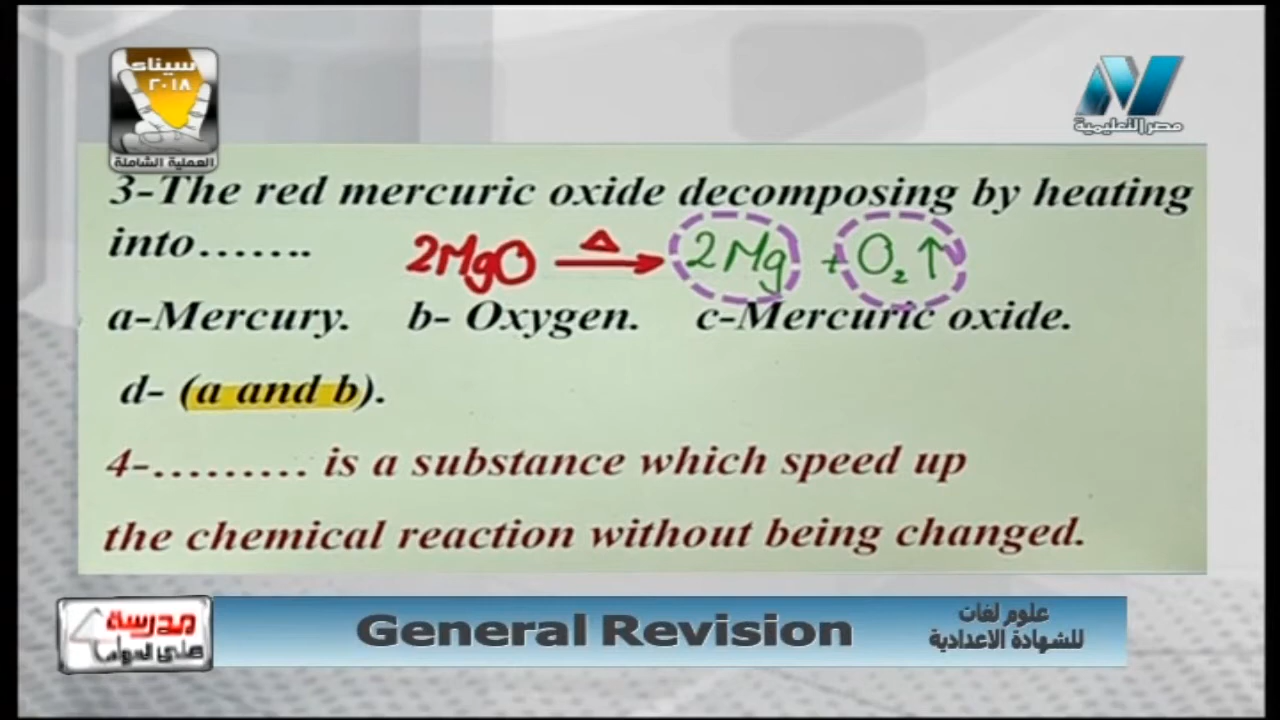 سيناء
٢٠١٨
العملية الشاملة
مصر التعليمية
3-The red mercuric oxide decomposing by heating
into.......
2MgO Δ→ 2Mg + O₂↑
a-Mercury. b- Oxygen. c-Mercuric oxide.
d- (a and b).
4-......... is a substance which speed up
the chemical reaction without being changed.
مدرسة
على الهواء
General Revision
علوم لغات
للشهادة الاعدادية